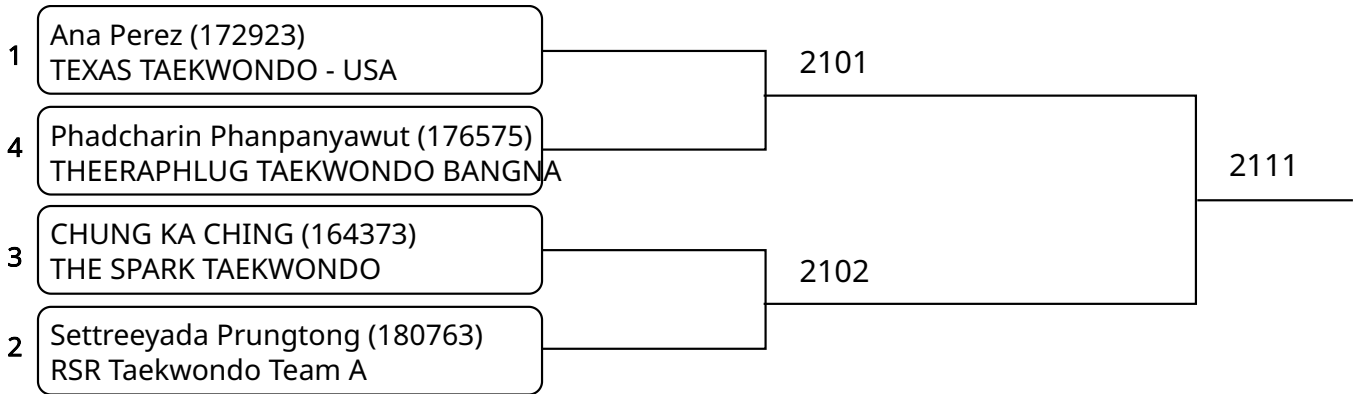 1
Ana Perez (172923)
TEXAS TAEKWONDO - USA
2101
4
Phadcharin Phanpanyawut (176575)
THEERAPHLUG TAEKWONDO BANGNA
2111
3
CHUNG KA CHING (164373)
THE SPARK TAEKWONDO
2102
2
Settreeyada Prungtong (180763)
RSR Taekwondo Team A